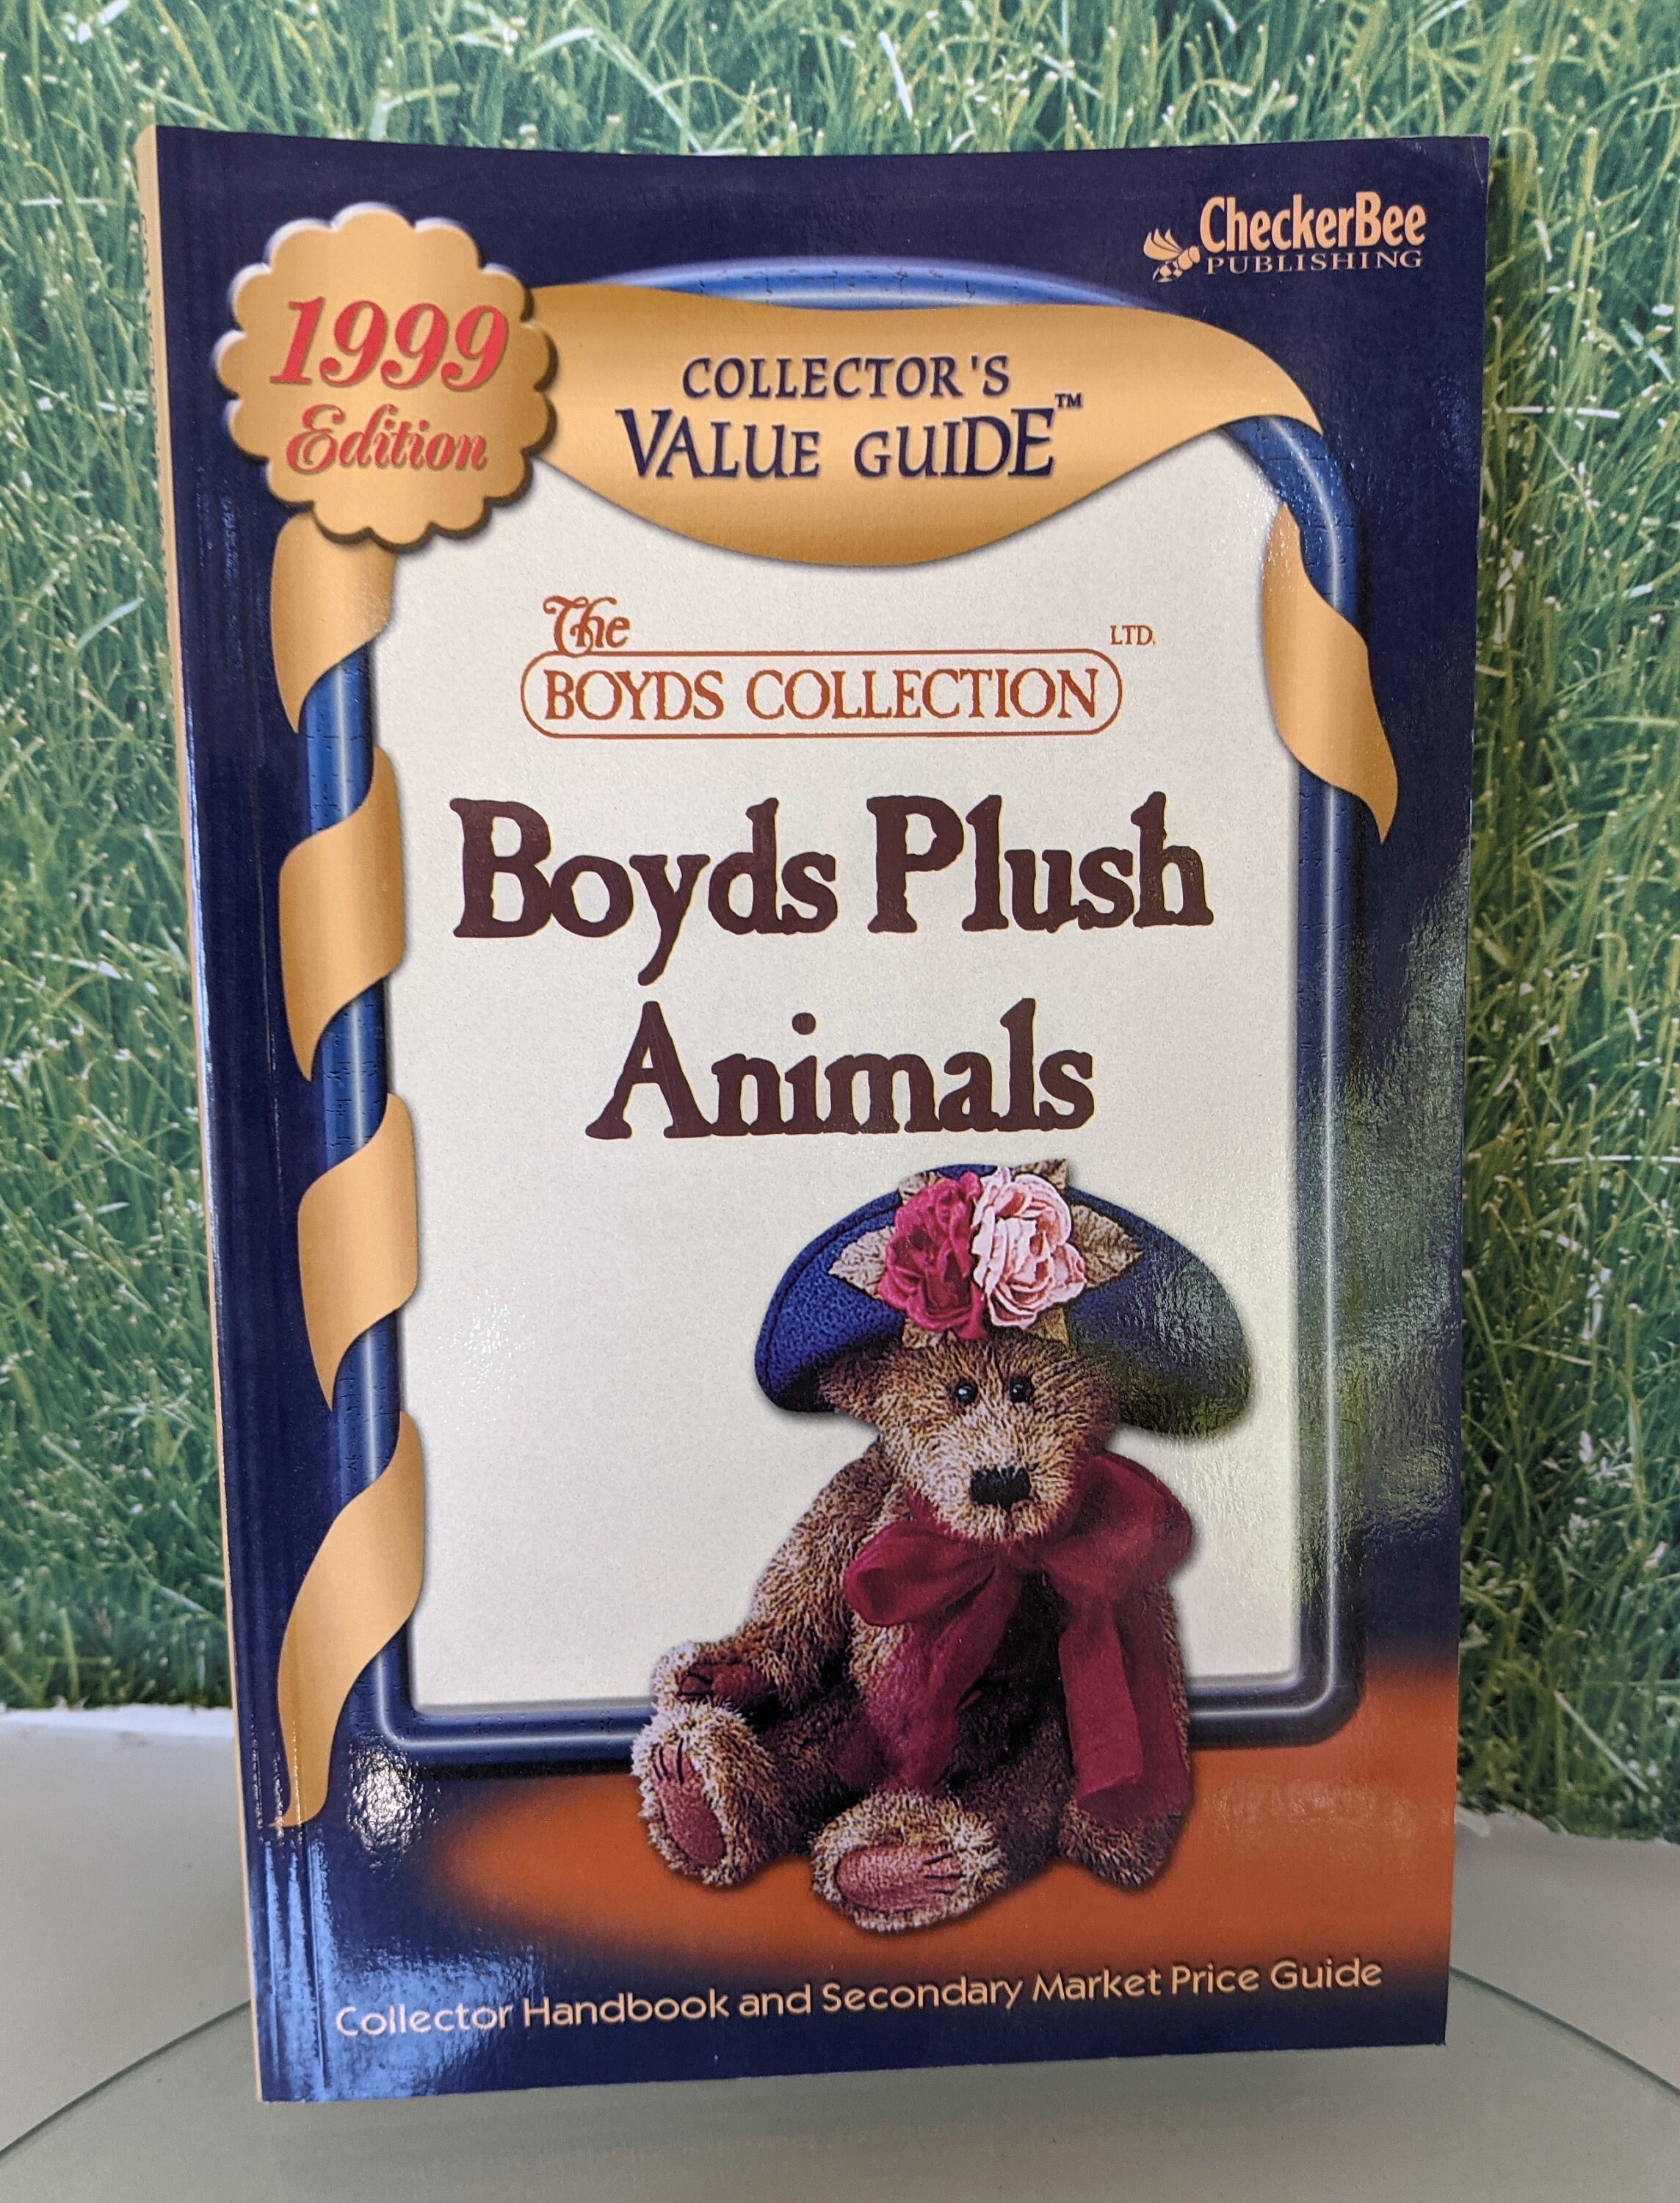 CheckerBee
PUBLISHING
1999
Edition
COLLECTOR'S
VALUE GUIDE™
The
LTD.
BOYDS COLLECTION
Boyds Plush
Animals
Collector Handbook and Secondary Market Price Guide